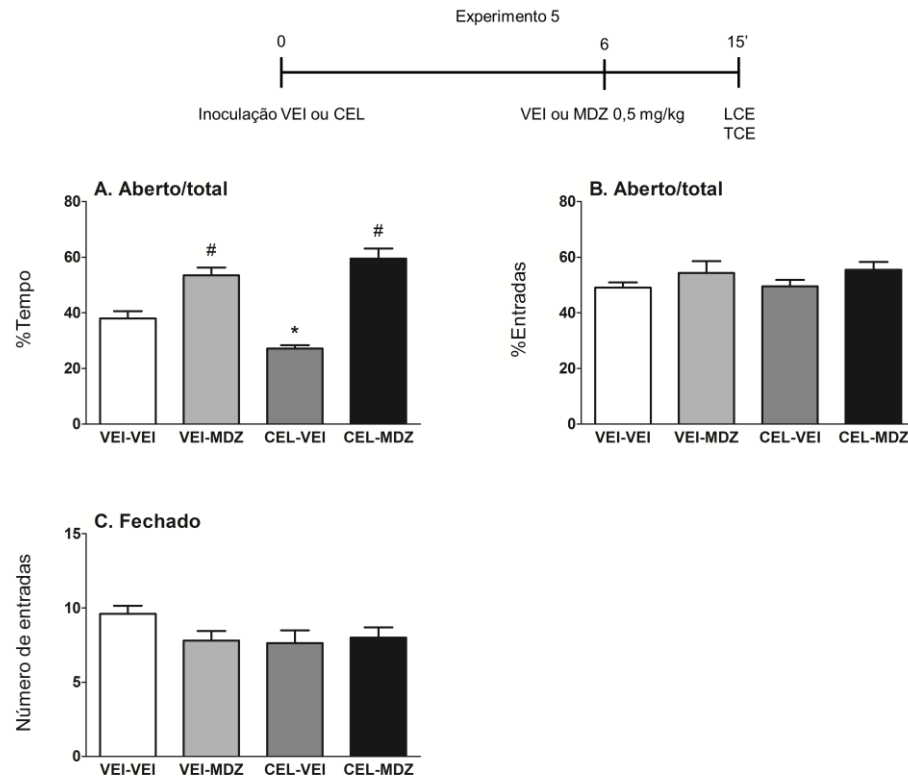 Experimento 5
0 6 15'
Inoculação VEI ou CEL VEI ou MDZ 0,5 mg/kg LCE
TCE
A. Aberto/total
%Tempo
80
60
40
20
0
# * #
VEI-VEI VEI-MDZ CEL-VEI CEL-MDZ
B. Aberto/total
%Entradas
80
60
40
20
0
VEI-VEI VEI-MDZ CEL-VEI CEL-MDZ
C. Fechado
Número de entradas
15
10
5
0
VEI-VEI VEI-MDZ CEL-VEI CEL-MDZ